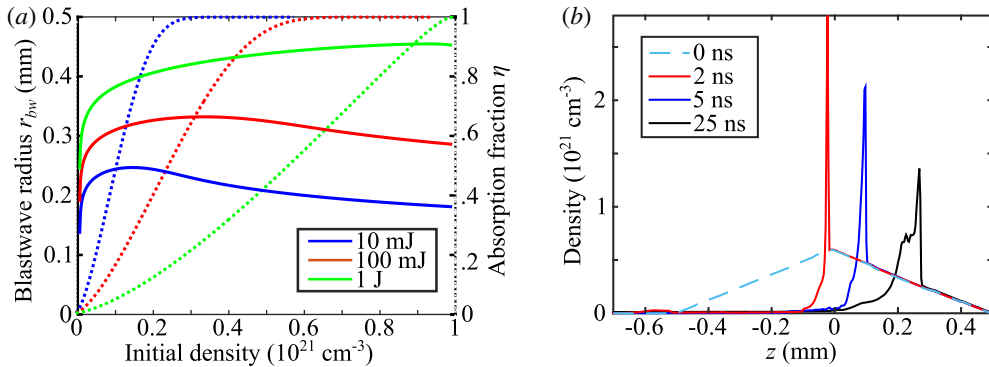 (a)
Blastwave radius r_bw (mm)
0.5
0.4
0.3
0.2
0.1
0
0
0.2
0.4
0.6
0.8
1
Initial density (10^21 cm^-3)
1
.8
.6
.4
.2
0
Absorption fraction η
10 mJ
100 mJ
1 J
(b)
Density (10^21 cm^-3)
2
1
0
-0.6
-0.4
-0.2
0
0.2
0.4
z (mm)
0 ns
2 ns
5 ns
25 ns